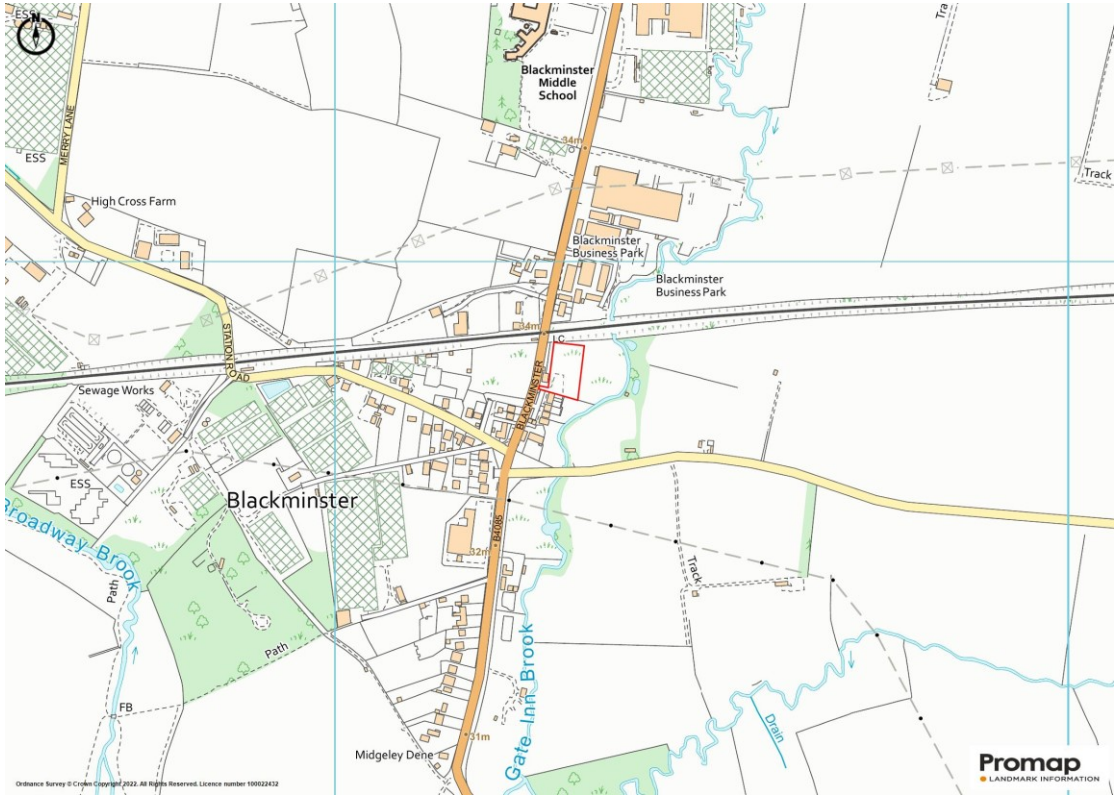 N
ESS
Blackminster
Middle
School
MERRY LANE
ESS
34m
Track
High Cross Farm
Blackminster
Business Park
Blackminster
Business Park
STATION ROAD
34m
LC
BLACKMINSTER
Sewage Works
ESS
Blackminster
Broadway Brook
B4085
32m
Track
Path
Path
Gate Inn Brook
FB
Drain
31m
Midgeley Dene
Promap
LANDMARK INFORMATION
Ordnance Survey © Crown Copyright 2022. All Rights Reserved. Licence number 100022432